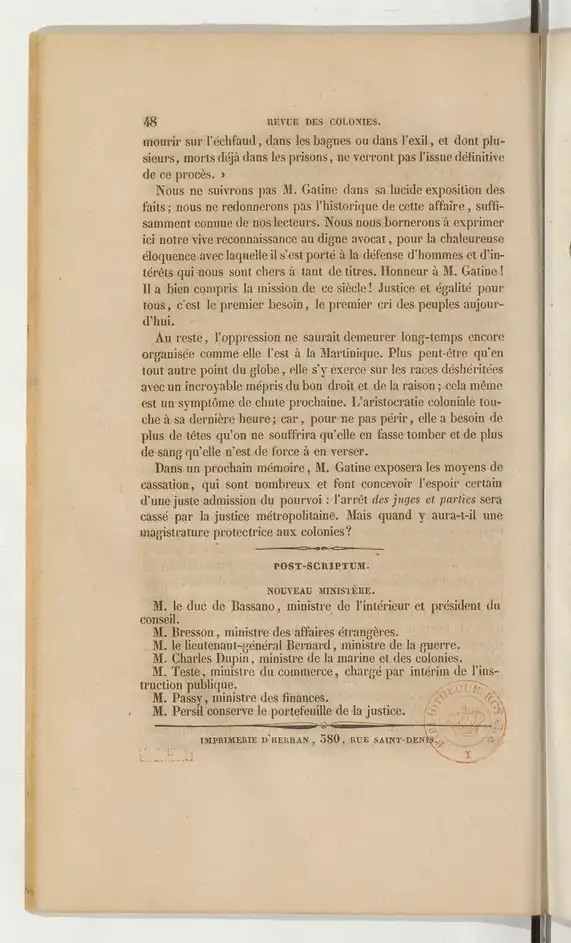 48 REVUE DES COLONIES.
mourir sur l'échfaud, dans les bagnes ou dans l'exil, et dont plu-
sieurs, morts déjà dans les prisons, ne verront pas l'issue définitive
de ce procès. »
Nous ne suivrons pas M. Gatine dans sa lucide exposition des
faits; nous ne redonnerons pas l'historique de cette affaire, suffi-
samment connue de nos lecteurs. Nous nous bornerons à exprimer
ici notre vive reconnaissance au digne avocat, pour la chaleureuse
éloquence avec laquelle il s'est porté à la défense d'hommes et d'in-
térêts qui nous sont chers à tant de titres. Honneur à M. Gatine!
Il a bien compris la mission de ce siècle! Justice et égalité pour
tous, c'est le premier besoin, le premier cri des peuples aujour-
d'hui.
Au reste, l'oppression ne saurait demeurer long-temps encore
organisée comme elle l'est à la Martinique. Plus peut-être qu'en
tout autre point du globe, elle s'y exerce sur les races déshéritées
avec un incroyable mépris du bon droit et de la raison; cela même
est un symptôme de chute prochaine. L'aristocratie coloniale tou-
che à sa dernière heure; car, pour ne pas périr, elle a besoin de
plus de têtes qu'on ne souffrira qu'elle en fasse tomber et de plus
de sang qu'elle n'est de force à en verser.
Dans un prochain mémoire, M. Gatine exposera les moyens de
cassation, qui sont nombreux et font concevoir l'espoir certain
d'une juste admission du pourvoi : l'arrêt des juges et parties sera
cassé par la justice métropolitaine. Mais quand y aura-t-il une
magistrature protectrice aux colonies?
POST-SCRIPTUM.
NOUVEAU MINISTÈRE.
M. le duc de Bassano, ministre de l'intérieur et président du
conseil.
M. Bresson, ministre des affaires étrangères.
M. le lieutenant-général Bernard, ministre de la guerre.
M. Charles Dupin, ministre de la marine et des colonies.
M. Teste, ministre du commerce, chargé par intérim de l'ins-
truction publique.
M. Passy, ministre des finances.
M. Persil conserve le portefeuille de la justice.
IMPRIMERIE D'HERHAN, 380, RUE SAINT-DENIS.